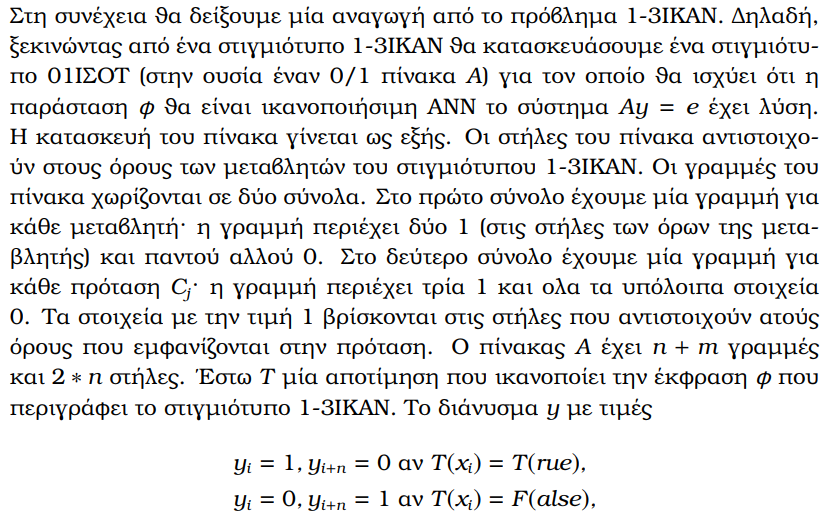 Στη συνέχεια θα δείξουμε μία αναγωγή από το πρόβλημα 1-3ΙΚΑΝ. Δηλαδή,
ξεκινώντας από ένα στιγμιότυπο 1-3ΙΚΑΝ θα κατασκευάσουμε ένα στιγμιότυ-
πο 01ΙΣΟΤ (στην ουσία έναν 0/1 πίνακα A) για τον οποίο θα ισχύει ότι η
παράσταση ϕ θα είναι ικανοποιήσιμη ΑΝΝ το σύστημα Ay = e έχει λύση.
Η κατασκευή του πίνακα γίνεται ως εξής. Οι στήλες του πίνακα αντιστοιχο-
ύν στους όρους των μεταβλητών του στιγμιότυπου 1-3ΙΚΑΝ. Οι γραμμές του
πίνακα χωρίζονται σε δύο σύνολα. Στο πρώτο σύνολο έχουμε μία γραμμή για
κάθε μεταβλητή· η γραμμή περιέχει δύο 1 (στις στήλες των όρων της μετα-
βλητής) και παντού αλλού 0. Στο δεύτερο σύνολο έχουμε μία γραμμή για
κάθε πρόταση C_j· η γραμμή περιέχει τρία 1 και ολα τα υπόλοιπα στοιχεία
0. Τα στοιχεία με την τιμή 1 βρίσκονται στις στήλες που αντιστοιχούν ατούς
όρους που εμφανίζονται στην πρόταση. Ο πίνακας A έχει n + m γραμμές
και 2 ∗ n στήλες. Έστω T μία αποτίμηση που ικανοποίεί την έκφραση ϕ που
περιγράφει το στιγμιότυπο 1-3ΙΚΑΝ. Το διάνυσμα y με τιμές
y_i = 1, y_{i+n} = 0 αν T(x_i) = T(rue),
y_i = 0, y_{i+n} = 1 αν T(x_i) = F(alse),